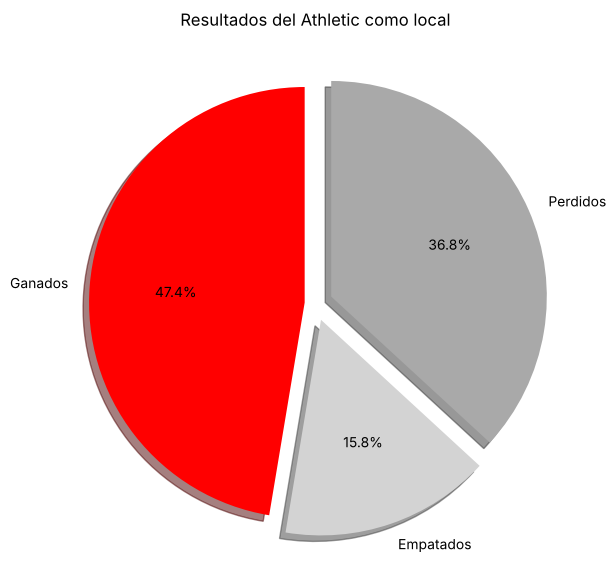 Resultados del Athletic como local
Perdidos
36.8%
Ganados
47.4%
15.8%
Empatados